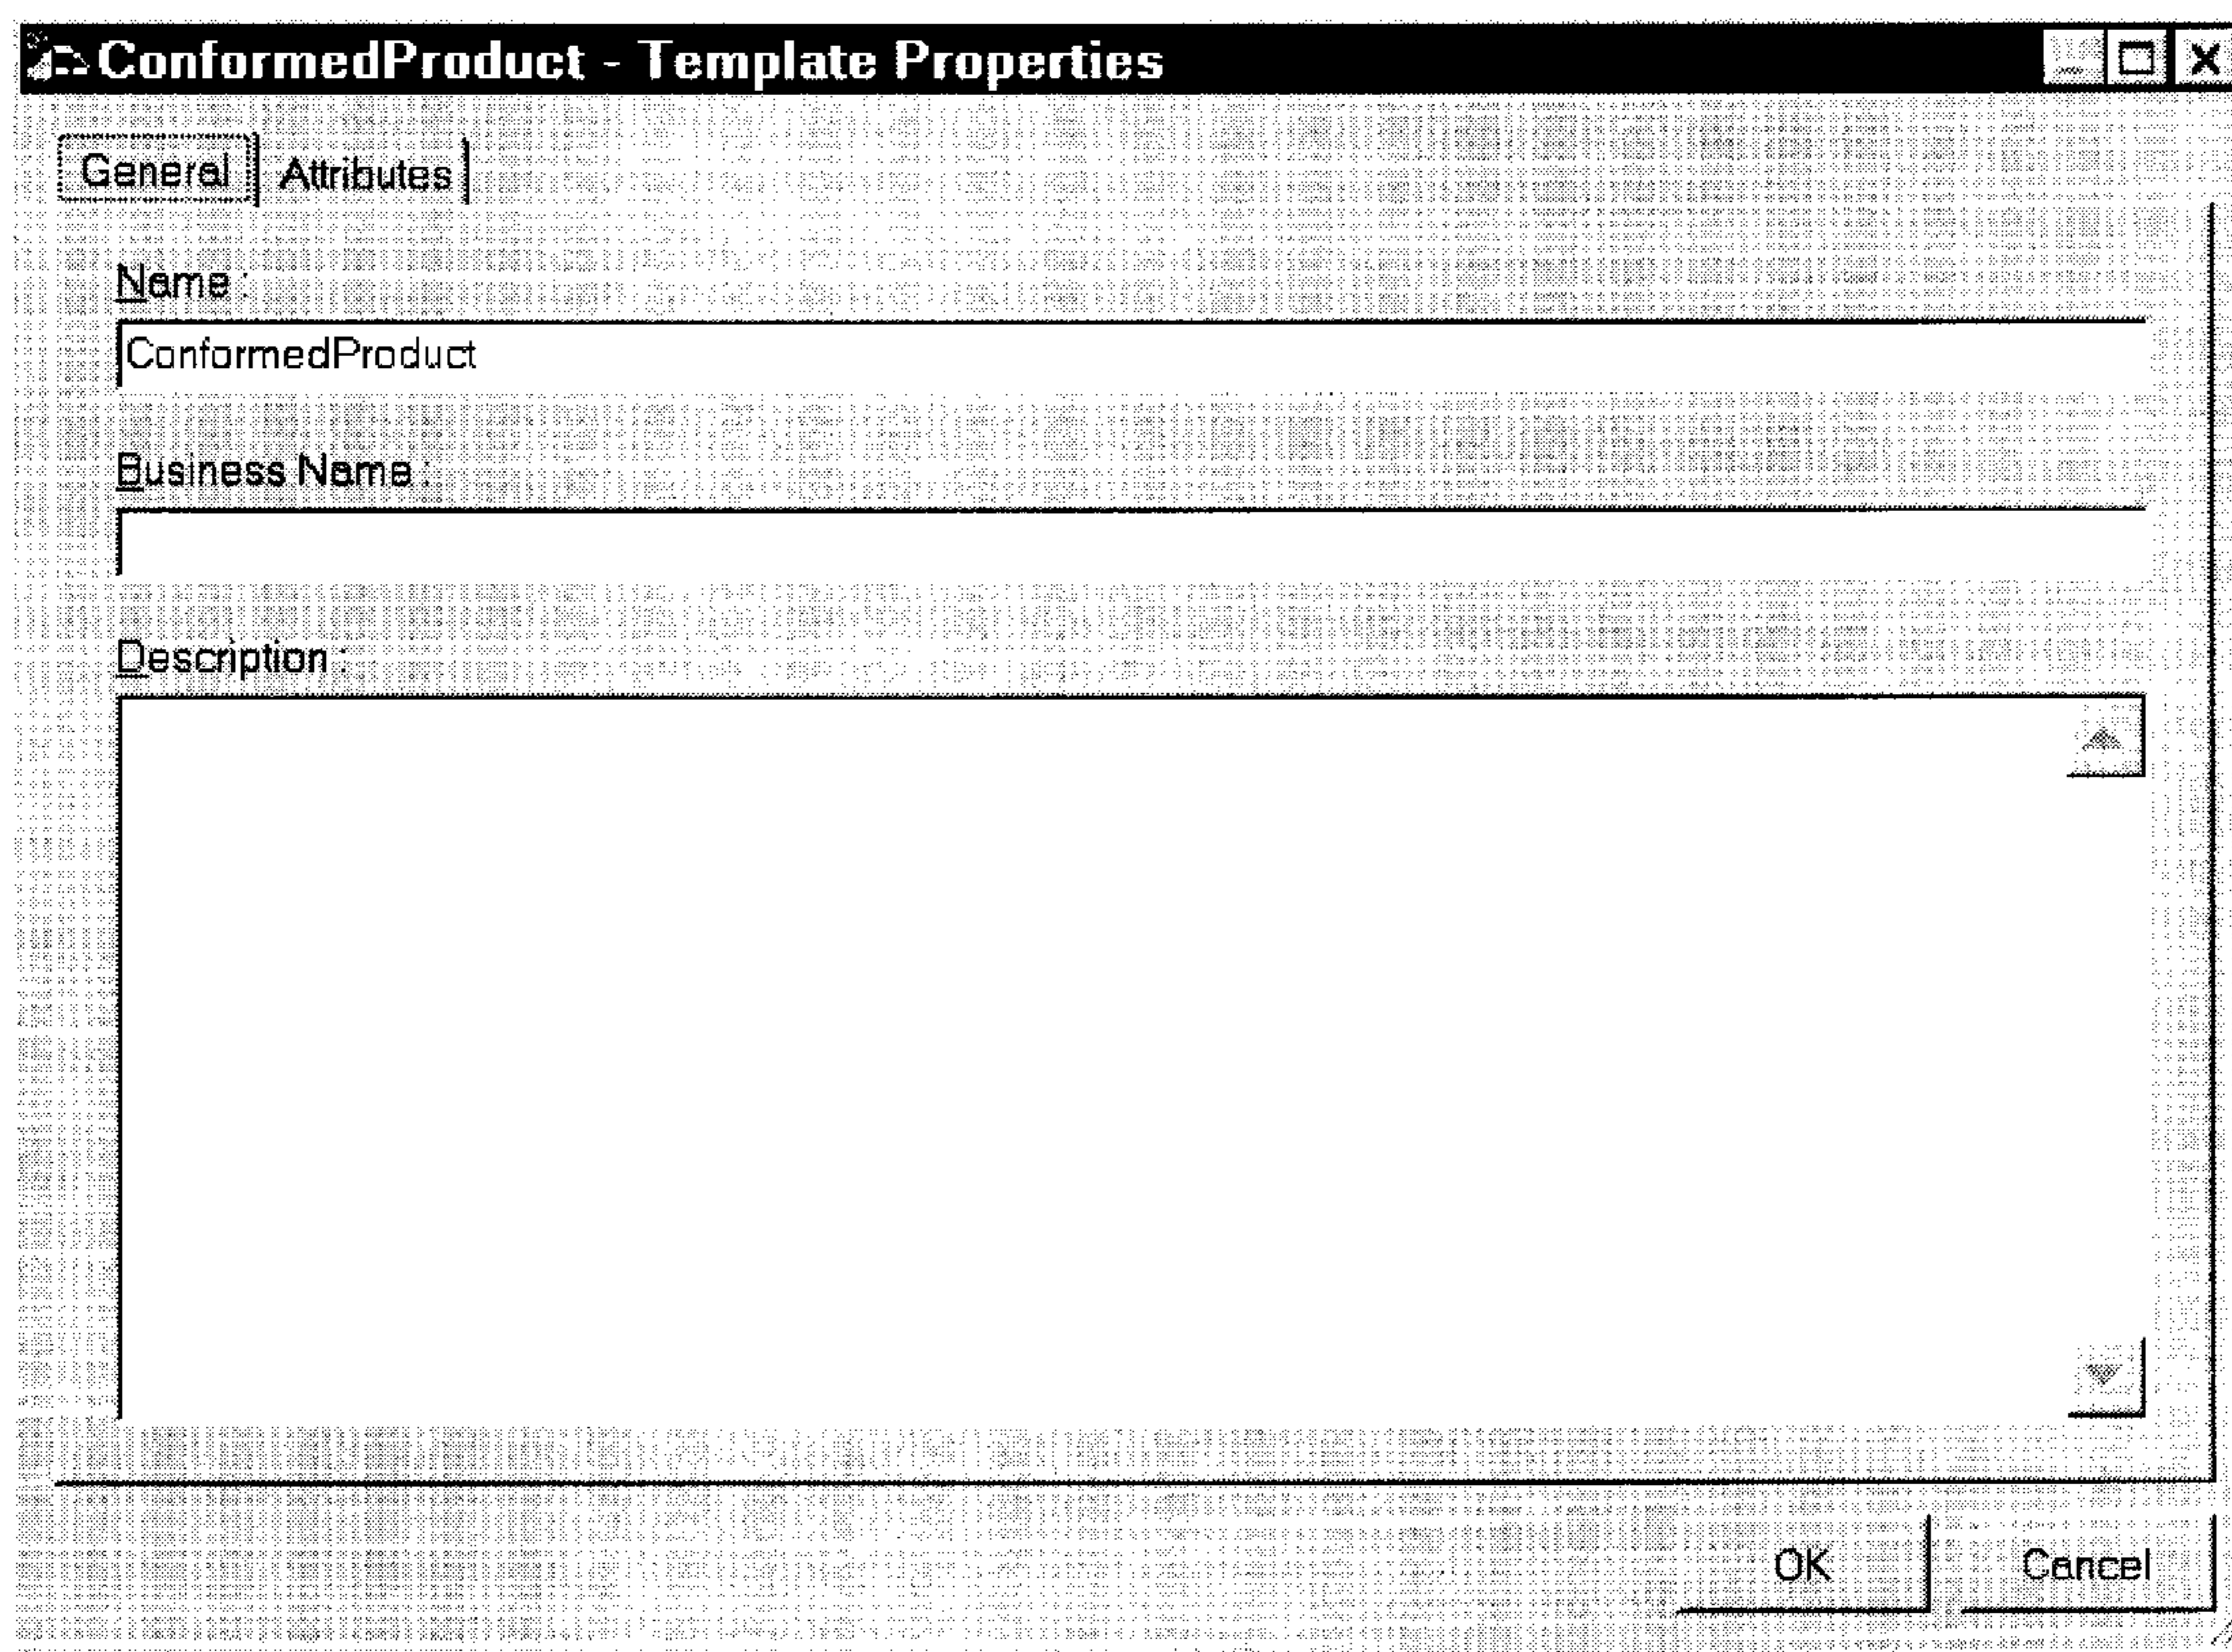 ConformedProduct - Template Properties
General Attributes
Name :
ConformedProduct
Business Name :
Description :
OK Cancel